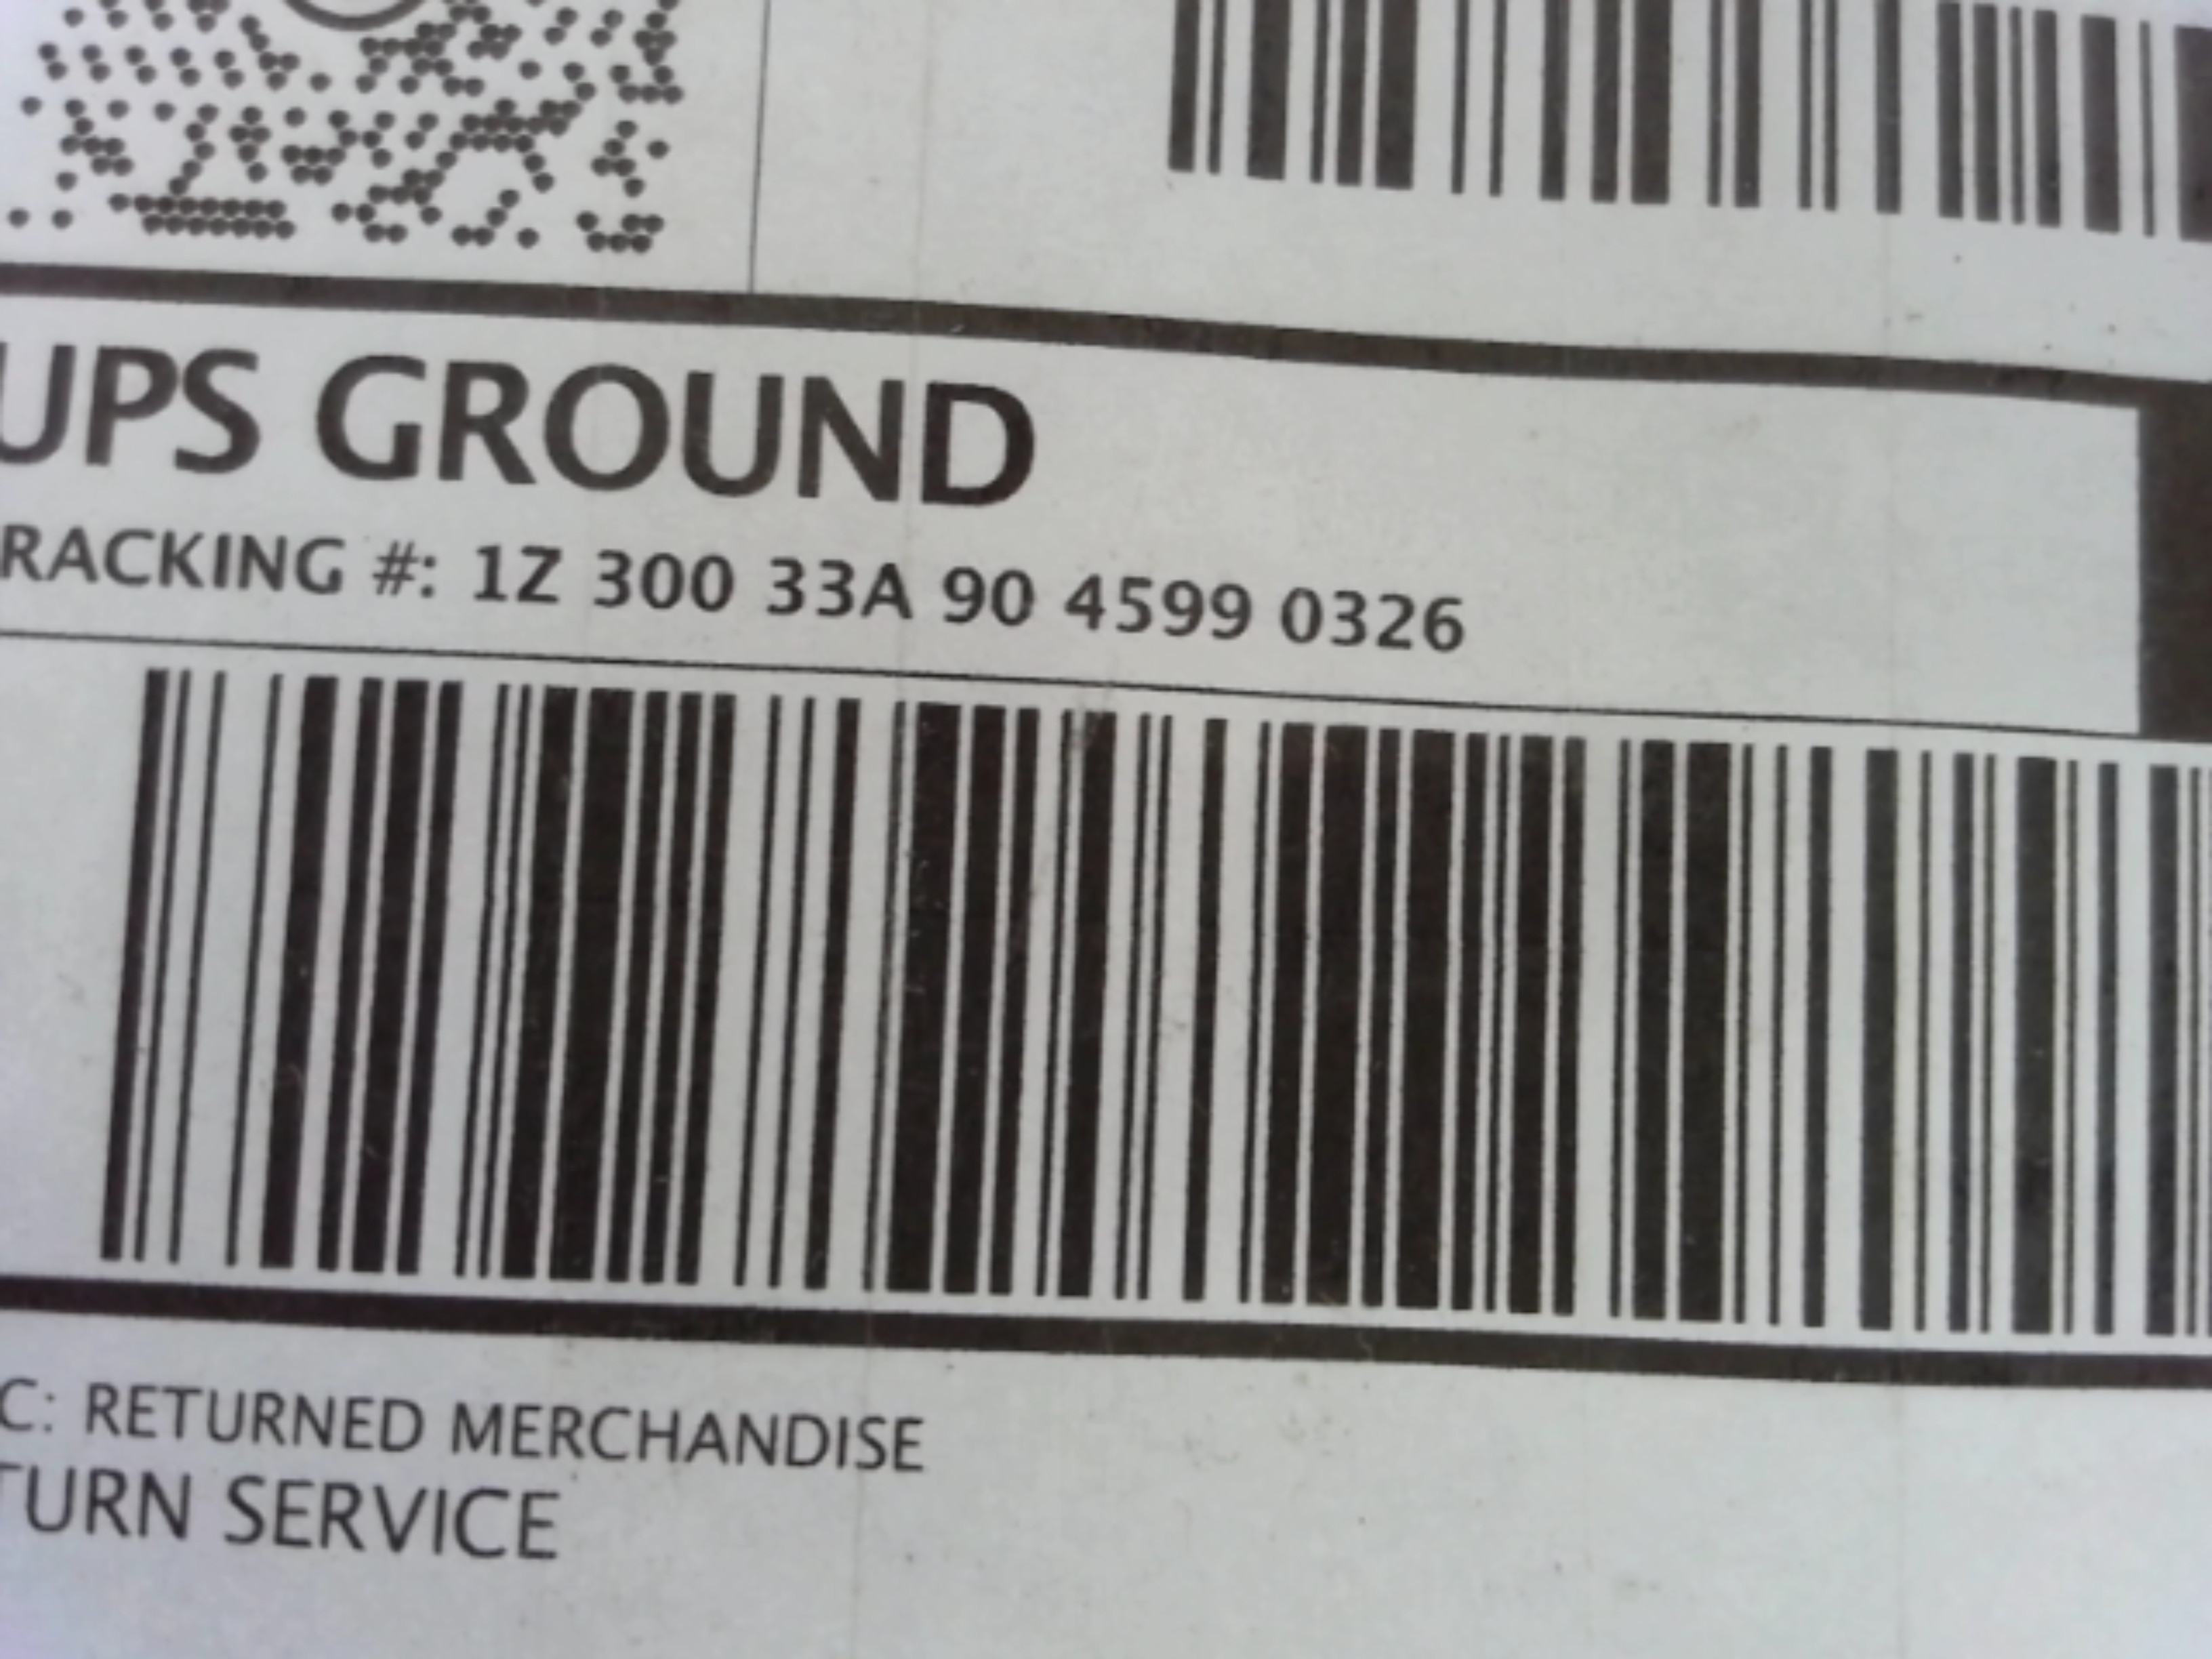 UPS GROUND
RACKING #: 1Z 300 33A 90 4599 0326
C: RETURNED MERCHANDISE
TURN SERVICE